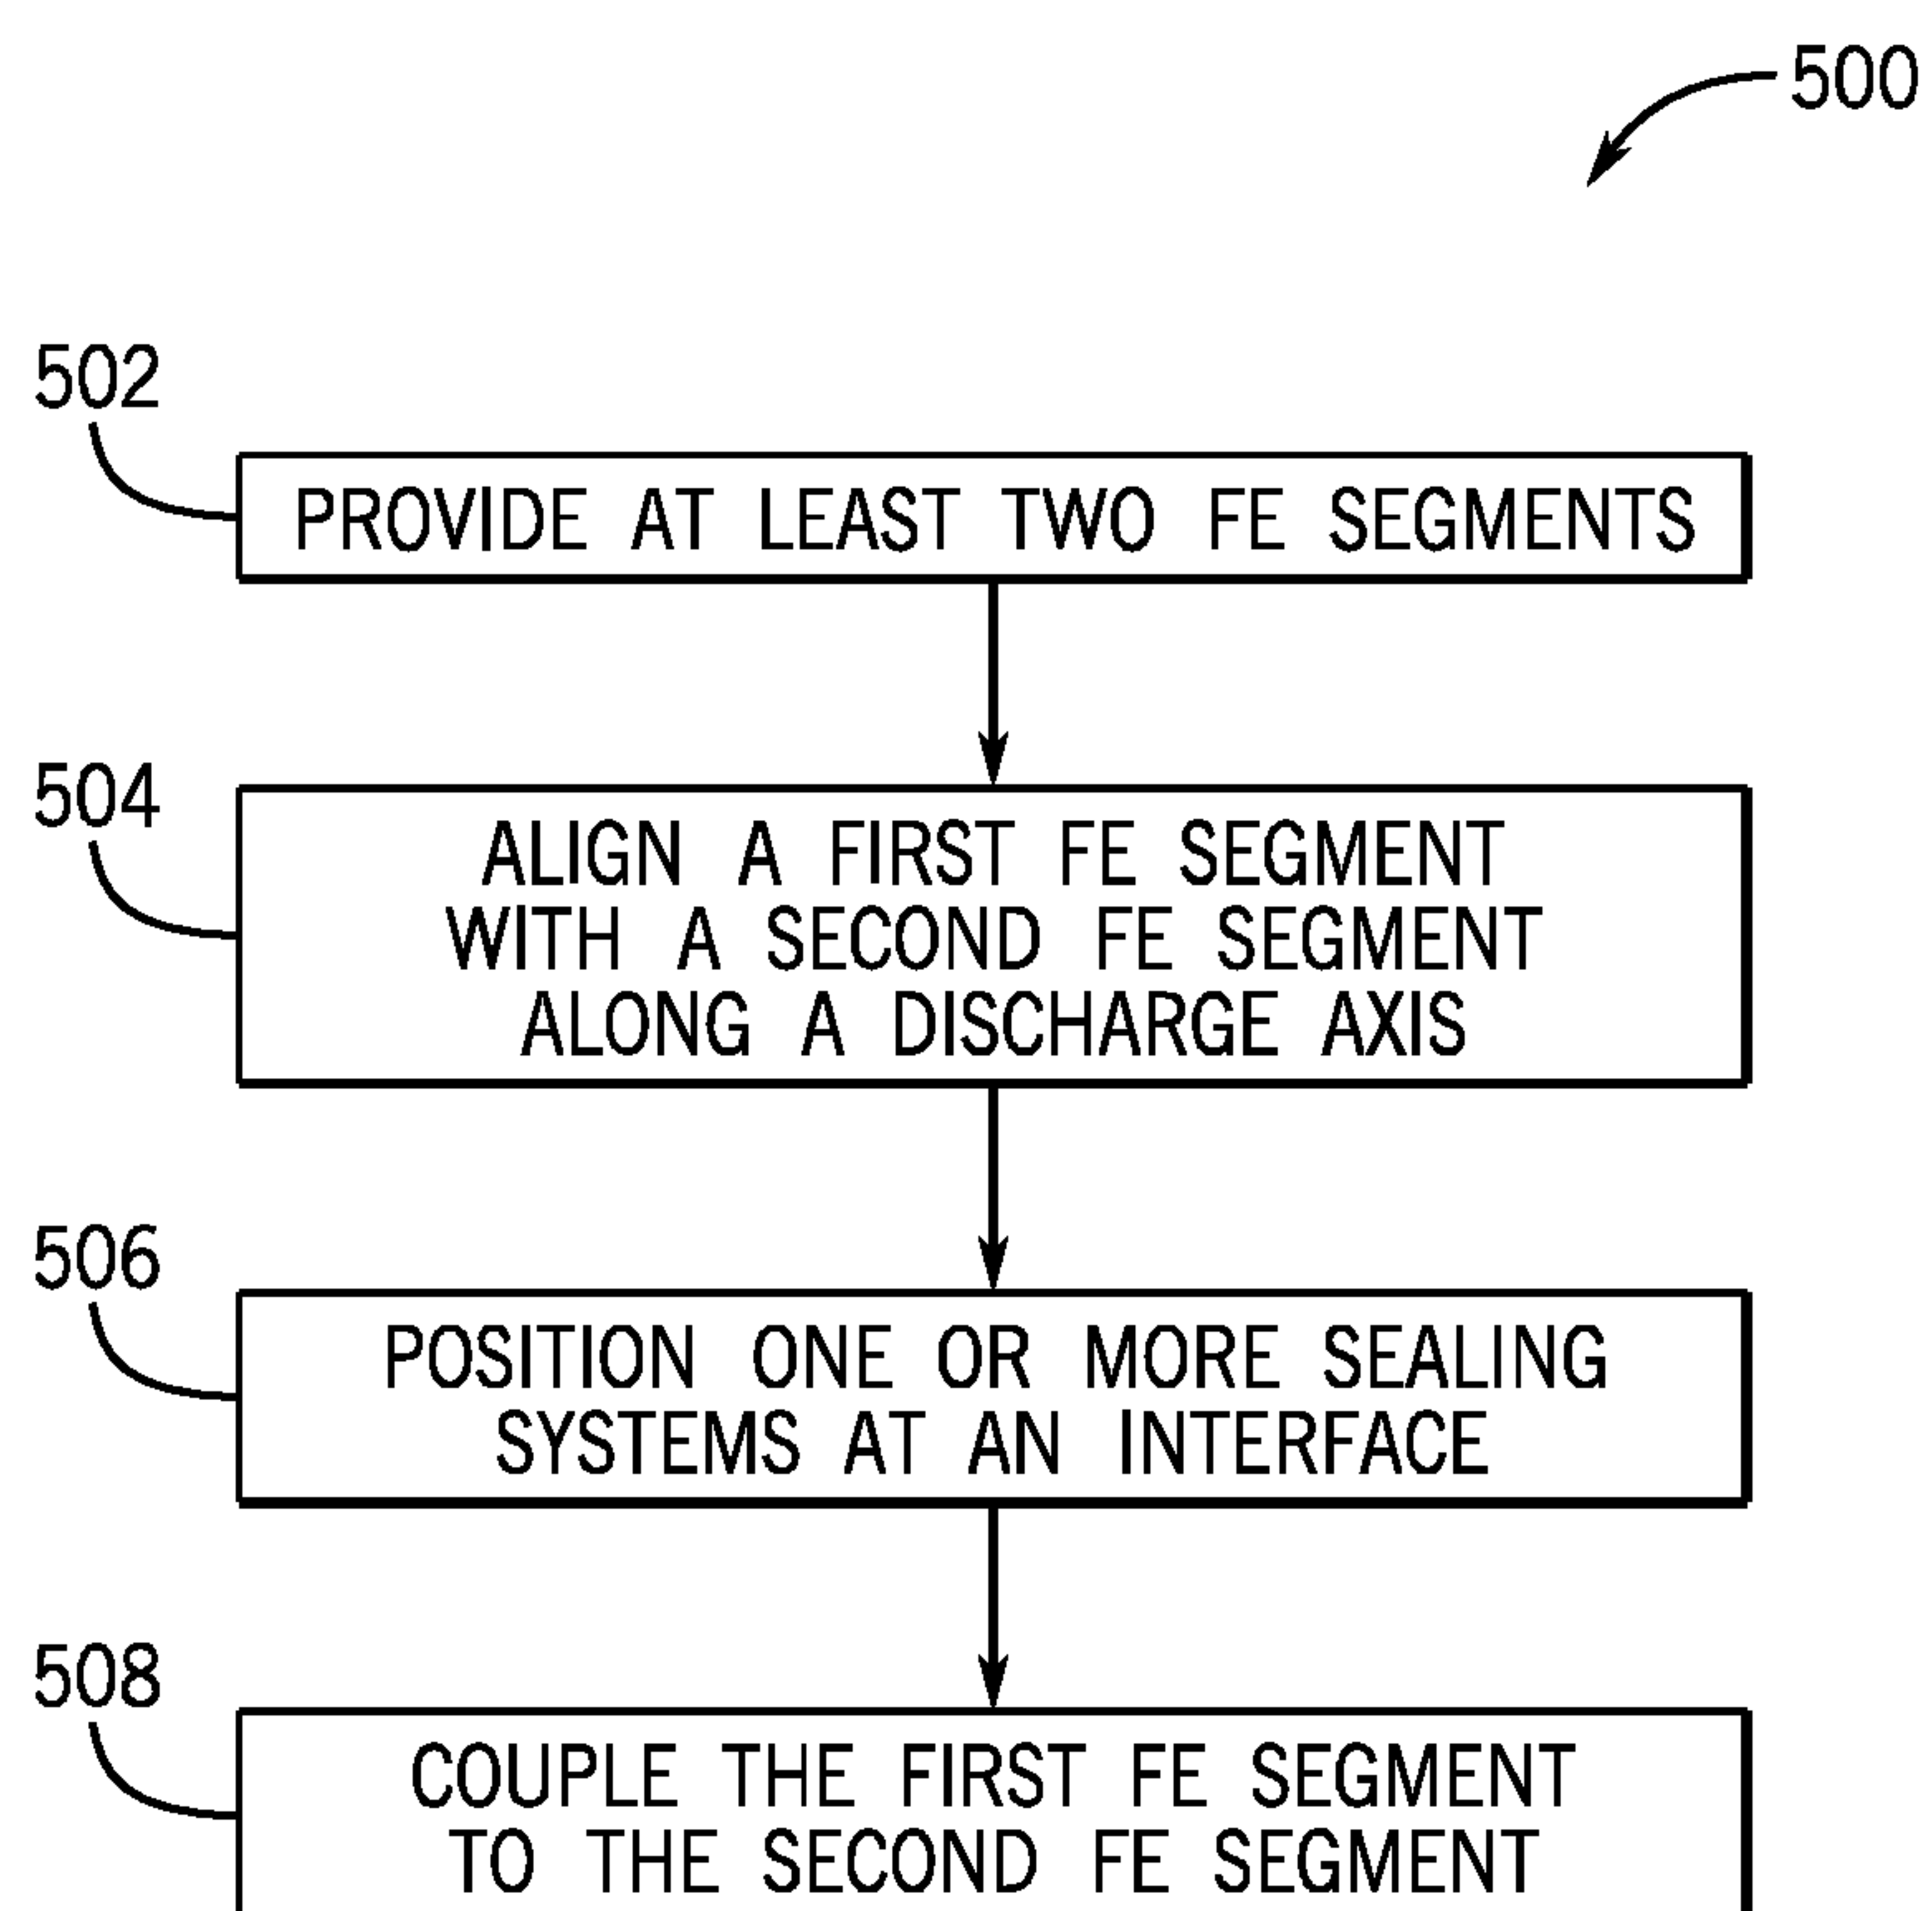 500
502
PROVIDE AT LEAST TWO FE SEGMENTS
504
ALIGN A FIRST FE SEGMENT
WITH A SECOND FE SEGMENT
ALONG A DISCHARGE AXIS
506
POSITION ONE OR MORE SEALING
SYSTEMS AT AN INTERFACE
508
COUPLE THE FIRST FE SEGMENT
TO THE SECOND FE SEGMENT